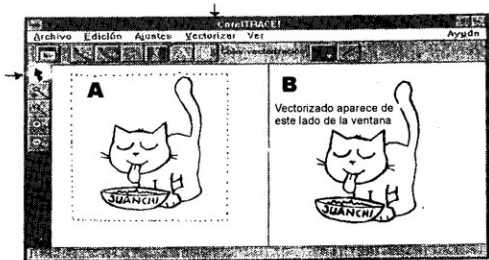 CorelTRACE!
Archivo Edición Ajustes Vectorizar Ver Ayuda
A
B
Vectorizado aparece de
este lado de la ventana
JUANCHI
JUANCHI